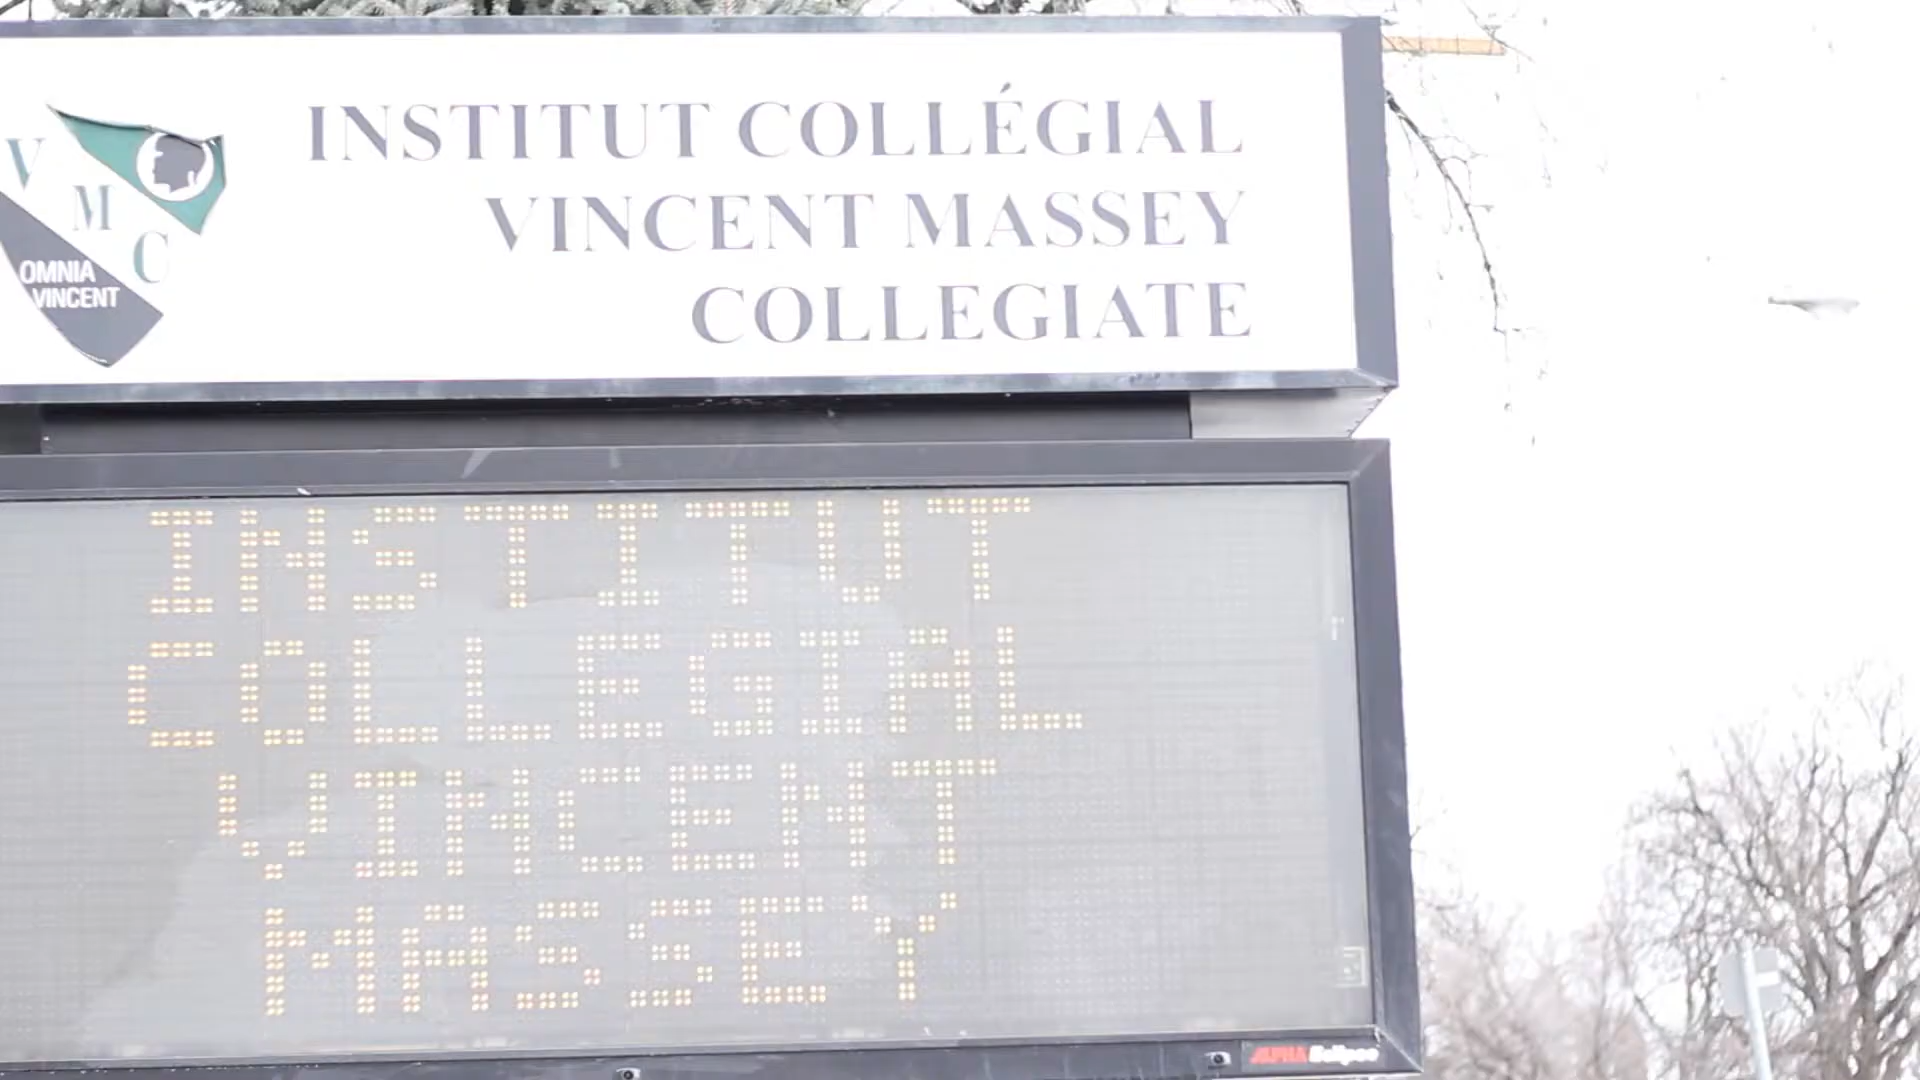 V
M
C
OMNIA
VINCENT
INSTITUT COLLÉGIAL
VINCENT MASSEY
COLLEGIATE
INSTITUT
COLLEGIAL
VINCENT
MASSEY
ALPHA Eclipse